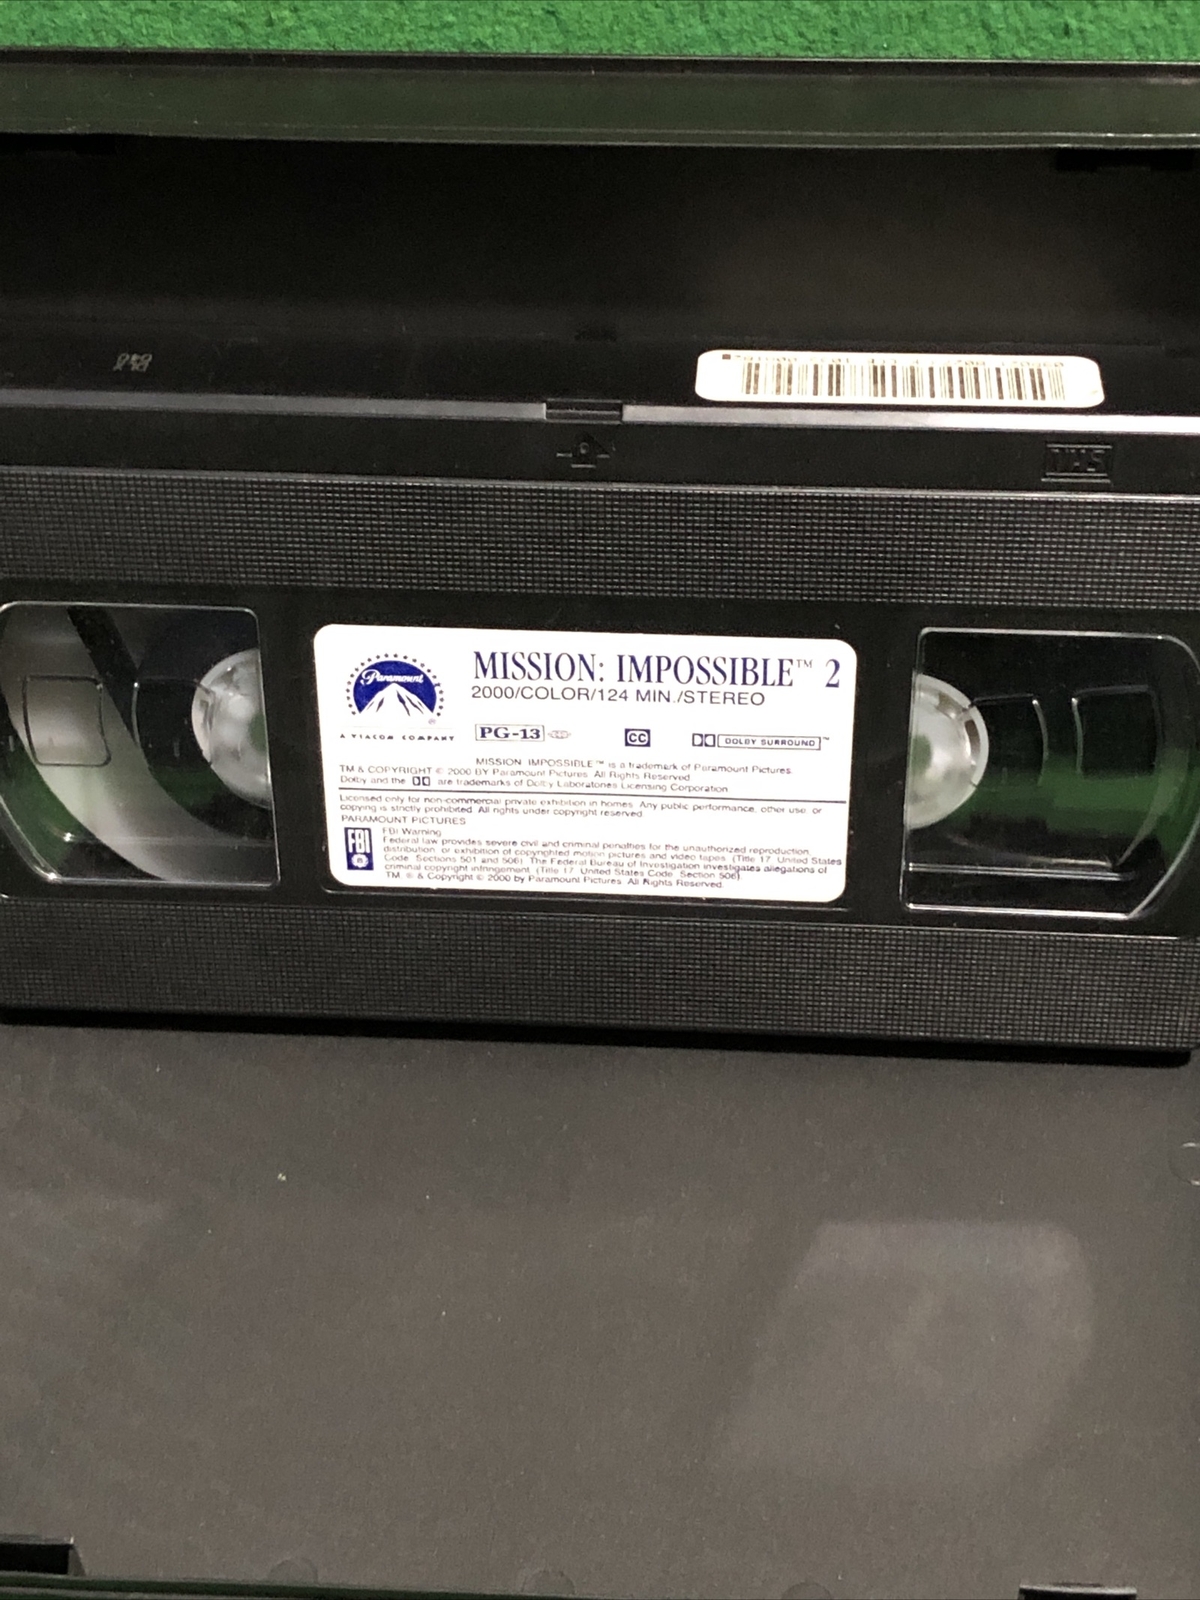 VHS
Paramount
A VIACOM COMPANY
MISSION: IMPOSSIBLE™ 2
2000/COLOR/124 MIN./STEREO
PG-13
CC
DOLBY SURROUND™
MISSION: IMPOSSIBLE™ is a trademark of Paramount Pictures.
TM & COPYRIGHT © 2000 BY Paramount Pictures. All Rights Reserved.
Dolby and the are trademarks of Dolby Laboratories Licensing Corporation
Licensed only for non-commercial private exhibition in homes. Any public performance, other use, or
copying is strictly prohibited. All rights under copyright reserved.
PARAMOUNT PICTURES
FBI
FBI Warning
Federal law provides severe civil and criminal penalties for the unauthorized reproduction,
distribution, or exhibition of copyrighted motion pictures and video tapes (Title 17, United States
Code, Sections 501 and 506). The Federal Bureau of Investigation investigates allegations of
criminal copyright infringement. (Title 17, United States Code, Section 506).
TM, ® & Copyright © 2000 by Paramount Pictures. All Rights Reserved.